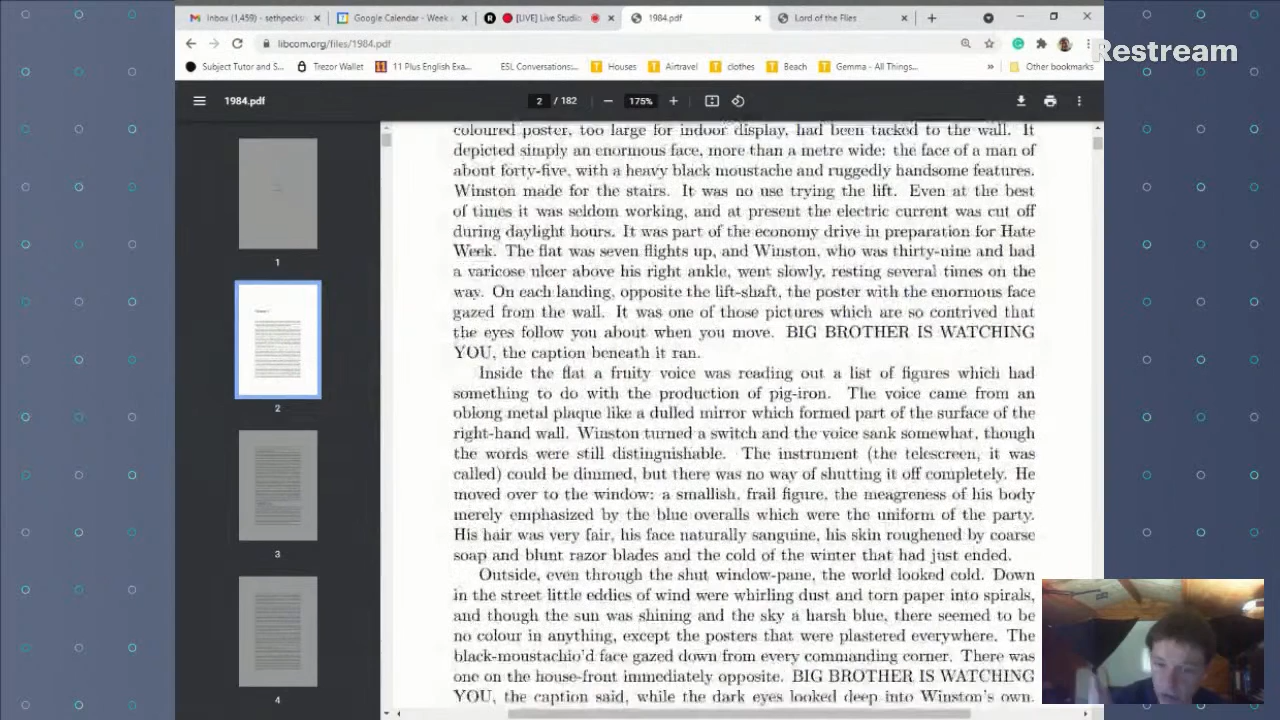 Inbox (1,459) - sethpecks
Google Calendar - Week
[LIVE] Live Studio
1984.pdf
Lord of the Flies
libcom.org/files/1984.pdf
Restream
Subject Tutor and S...
Trezor Wallet
11 Plus English Exa...
ESL Conversations:...
Houses
Airtravel
clothes
Beach
Gemma - All Things...
»
Other bookmarks
1984.pdf
2 / 182
175%
coloured poster, too large for indoor display, had been tacked to the wall. It
depicted simply an enormous face, more than a metre wide: the face of a man of
about forty-five, with a heavy black moustache and ruggedly handsome features.
Winston made for the stairs. It was no use trying the lift. Even at the best
of times it was seldom working, and at present the electric current was cut off
during daylight hours. It was part of the economy drive in preparation for Hate
Week. The flat was seven flights up, and Winston, who was thirty-nine and had
a varicose ulcer above his right ankle, went slowly, resting several times on the
way. On each landing, opposite the lift-shaft, the poster with the enormous face
gazed from the wall. It was one of those pictures which are so contrived that
the eyes follow you about when you move. BIG BROTHER IS WATCHING
YOU, the caption beneath it ran.
Inside the flat a fruity voice was reading out a list of figures which had
something to do with the production of pig-iron. The voice came from an
oblong metal plaque like a dulled mirror which formed part of the surface of the
right-hand wall. Winston turned a switch and the voice sank somewhat, though
the words were still distinguishable. The instrument (the telescreen, it was
called) could be dimmed, but there was no way of shutting it off completely. He
moved over to the window: a smallish, frail figure, the meagreness of his body
merely emphasized by the blue overalls which were the uniform of the party.
His hair was very fair, his face naturally sanguine, his skin roughened by coarse
soap and blunt razor blades and the cold of the winter that had just ended.
Outside, even through the shut window-pane, the world looked cold. Down
in the street little eddies of wind were whirling dust and torn paper into spirals,
and though the sun was shining and the sky a harsh blue, there seemed to be
no colour in anything, except the posters that were plastered everywhere. The
black-moustachio'd face gazed down from every commanding corner. There was
one on the house-front immediately opposite. BIG BROTHER IS WATCHING
YOU, the caption said, while the dark eyes looked deep into Winston's own.
1
2
3
4